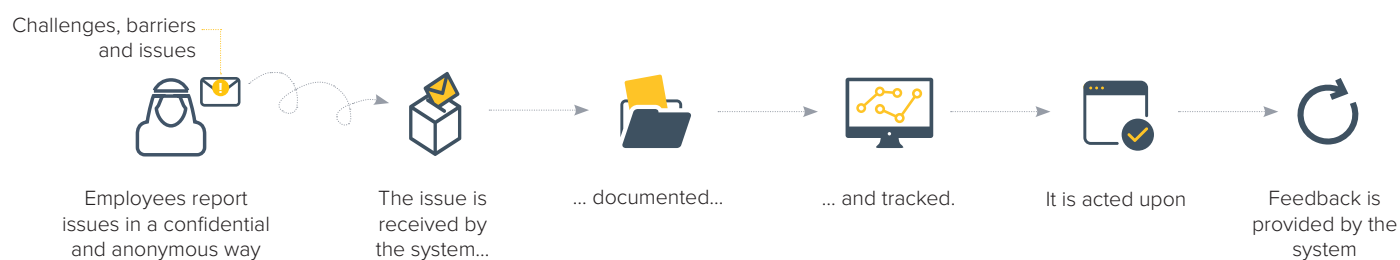 Challenges, barriers
and issues
Employees report
issues in a confidential
and anonymous way
The issue is
received by
the system...
... documented...
... and tracked.
It is acted upon
Feedback is
provided by the
system